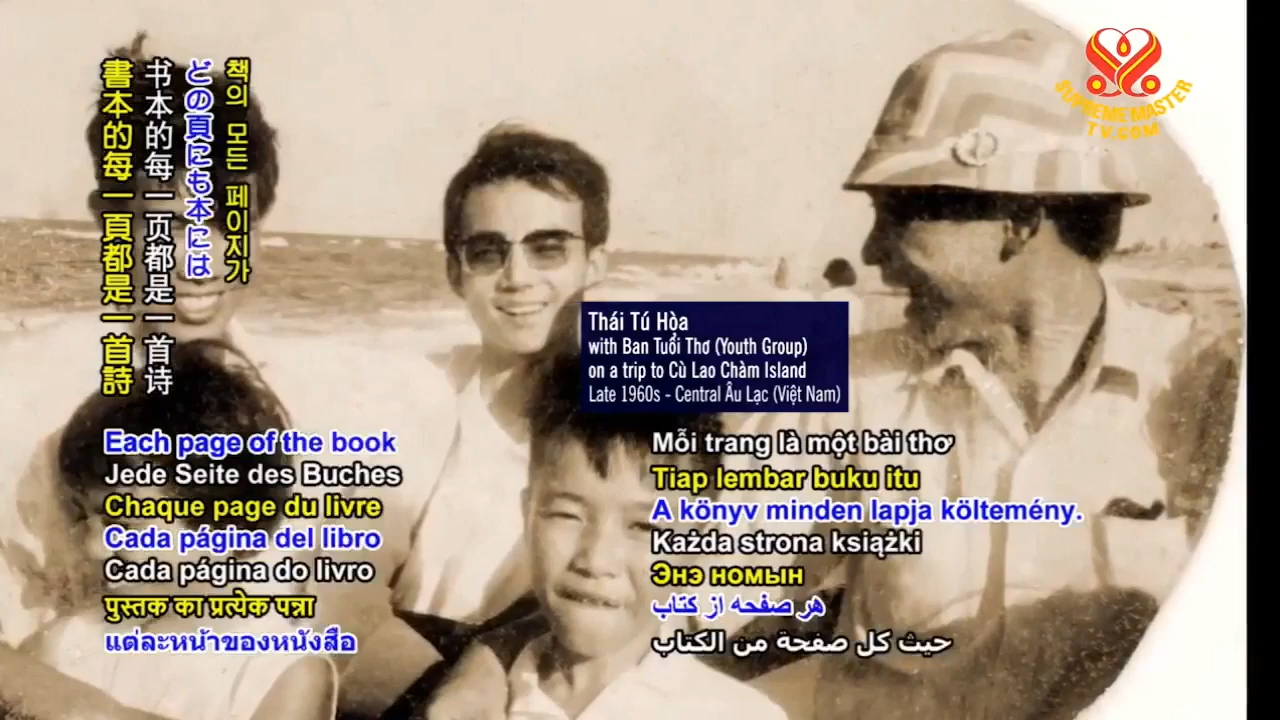 書本的每一頁都是一首詩
书本的每一页都是一首诗
どの頁にも本には
책의 모든 페이지가
SUPREME MASTER
TV.COM
Thái Tú Hòa
with Ban Tuổi Thơ (Youth Group)
on a trip to Cù Lao Chàm Island
Late 1960s - Central Âu Lạc (Việt Nam)
Each page of the book
Jede Seite des Buches
Chaque page du livre
Cada página del libro
Cada página do livro
पुस्तक का प्रत्येक पन्ना
แต่ละหน้าของหนังสือ
Mỗi trang là một bài thơ
Tiap lembar buku itu
A könyv minden lapja költemény.
Każda strona książki
Энэ номын
هر صفحه از کتاب
حيث كل صفحة من الكتاب